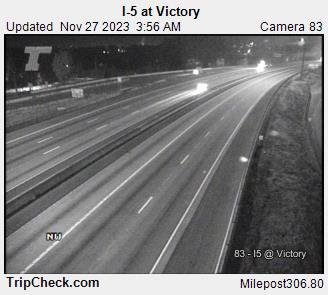 I-5 at Victory
Updated Nov 27 2023 3:56 AM Camera 83
T
83 - I5 @ Victory
TripCheck.com Milepost306.80